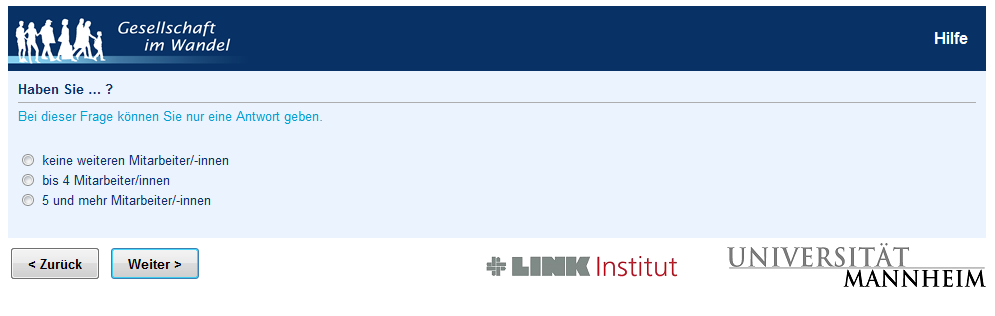 Gesellschaft
im Wandel
Hilfe
Haben Sie ... ?
Bei dieser Frage können Sie nur eine Antwort geben.
keine weiteren Mitarbeiter/-innen
bis 4 Mitarbeiter/innen
5 und mehr Mitarbeiter/-innen
< Zurück
Weiter >
LINK Institut
UNIVERSITÄT
MANNHEIM